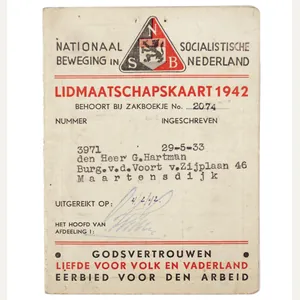 NATIONAAL SOCIALISTISCHE
BEWEGING IN NEDERLAND
N S B
LIDMAATSCHAPSKAART 1942
BEHOORT BIJ ZAKBOEKJE No. 2074
NUMMER INGESCHREVEN
3971 29-5-33
den Heer G.Hartman
Burg.v.d.Voort v.Zijplaan 46
Maartensdijk
UITGEREIKT OP:
HET HOOFD VAN
AFDEELING I:
GODSVERTROUWEN
LIEFDE VOOR VOLK EN VADERLAND
EERBIED VOOR DEN ARBEID